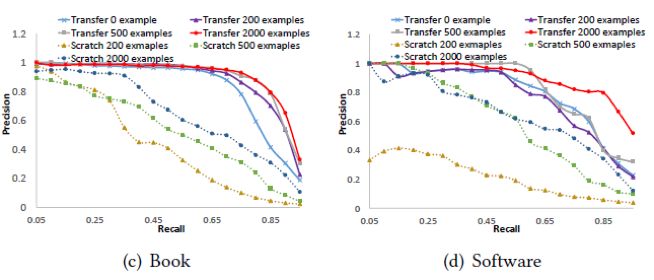 Transfer 0 example
Transfer 200 examples
Transfer 500 examples
Transfer 2000 examples
Scratch 200 exmaples
Scratch 500 exmaples
Scratch 2000 exmaples
1.2
1
0.8
0.6
0.4
0.2
0
Precision
0.05
0.25
0.45
0.65
0.85
Recall
(c) Book
Transfer 0 example
Transfer 200 examples
Transfer 500 examples
Transfer 2000 examples
Scratch 200 exmaples
Scratch 500 exmaples
Scratch 2000 exmaples
1.2
1
0.8
0.6
0.4
0.2
0
Precision
0.05
0.25
0.45
0.65
0.85
Recall
(d) Software